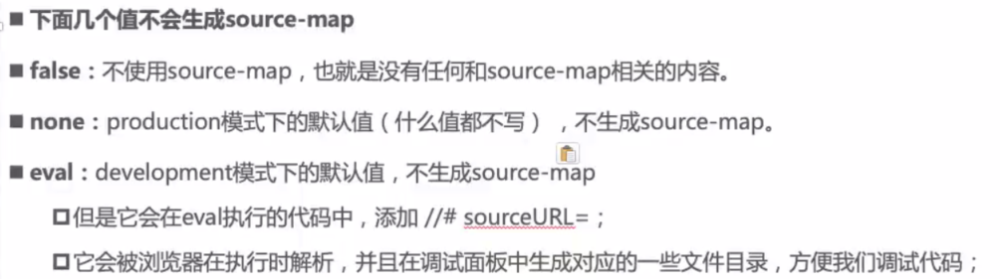 ■ 下面几个值不会生成source-map
■ false：不使用source-map，也就是没有任何和source-map相关的内容。
■ none：production模式下的默认值（什么值都不写） ，不生成source-map。
■ eval：development模式下的默认值，不生成source-map
□但是它会在eval执行的代码中，添加 //# sourceURL=；
□它会被浏览器在执行时解析，并且在调试面板中生成对应的一些文件目录，方便我们调试代码；